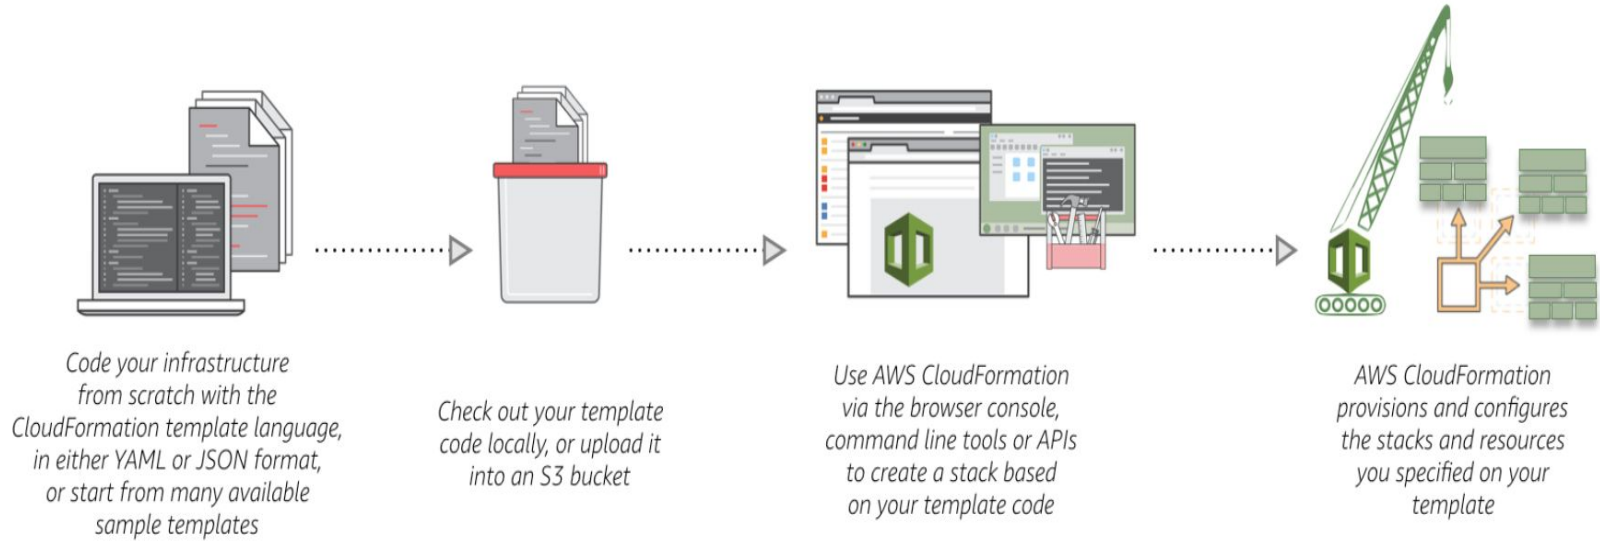 Code your infrastructure
from scratch with the
CloudFormation template language,
in either YAML or JSON format,
or start from many available
sample templates
Check out your template
code locally, or upload it
into an S3 bucket
Use AWS CloudFormation
via the browser console,
command line tools or APIs
to create a stack based
on your template code
AWS CloudFormation
provisions and configures
the stacks and resources
you specified on your
template